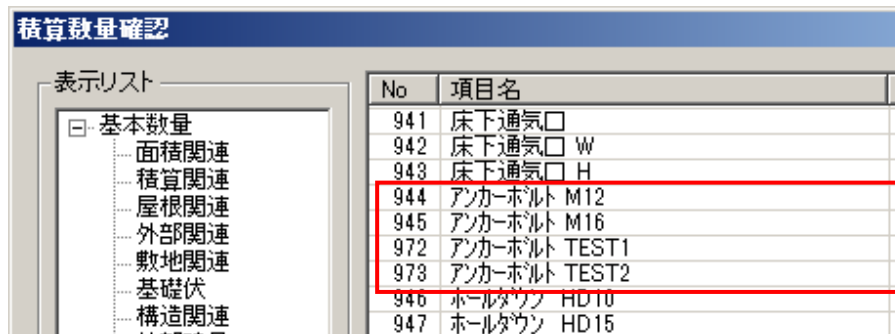 積算数量確認
表示リスト
基本数量
面積関連
積算関連
屋根関連
外部関連
敷地関連
基礎伏
構造関連
No 項目名
941 床下通気口
942 床下通気口 W
943 床下通気口 H
944 アンカーボルト M12
945 アンカーボルト M16
972 アンカーボルト TEST1
973 アンカーボルト TEST2
946 ホールダウン HD10
947 ホールダウン HD15